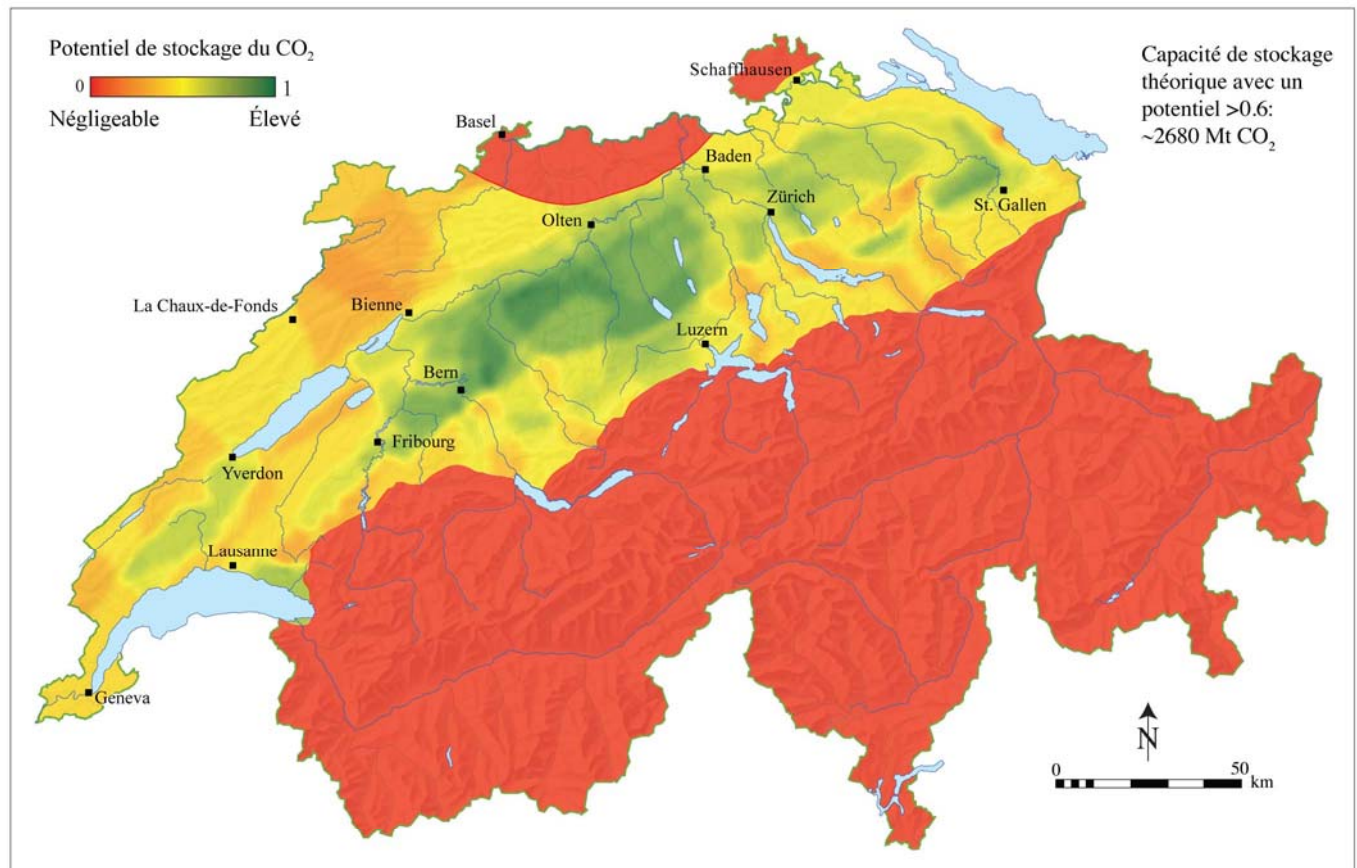 Potentiel de stockage du CO₂
0 1
Négligeable Élevé
Capacité de stockage
théorique avec un
potentiel >0.6:
~2680 Mt CO₂
Schaffhausen
Basel
Baden
Zürich
St. Gallen
Olten
La Chaux-de-Fonds
Bienne
Luzern
Bern
Fribourg
Yverdon
Lausanne
Geneva
N
0 50
km